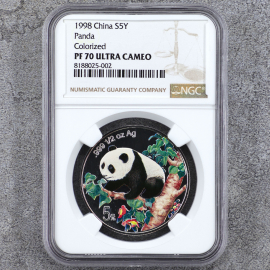 1998 China S5Y
Panda
Colorized
PF 70 ULTRA CAMEO
8188025-002
NUMISMATIC GUARANTY COMPANY
NGC
.999 1/2 oz Ag
5元